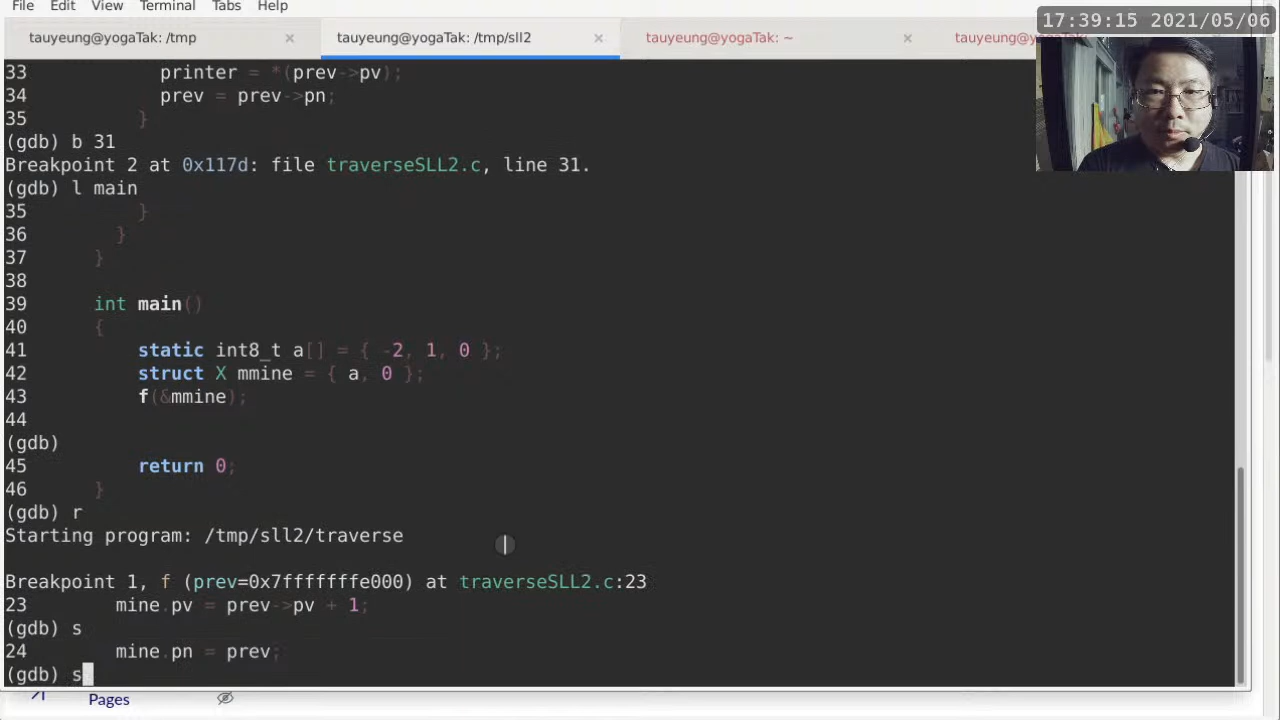 File Edit View Terminal Tabs Help
17:39:15 2021/05/06
tauyeung@yogaTak: /tmp × tauyeung@yogaTak: /tmp/sll2 × tauyeung@yogaTak: ~ ×
33 printer = *(prev->pv);
34 prev = prev->pn;
35 }
(gdb) b 31
Breakpoint 2 at 0x117d: file traverseSLL2.c, line 31.
(gdb) l main
35 }
36 }
37 }
38
39 int main()
40 {
41 static int8_t a[] = { -2, 1, 0 };
42 struct X mmine = { a, 0 };
43 f(&mmine);
44
(gdb)
45 return 0;
46 }
(gdb) r
Starting program: /tmp/sll2/traverse
Breakpoint 1, f (prev=0x7fffffffe000) at traverseSLL2.c:23
23 mine.pv = prev->pv + 1;
(gdb) s
24 mine.pn = prev;
(gdb) s
Pages